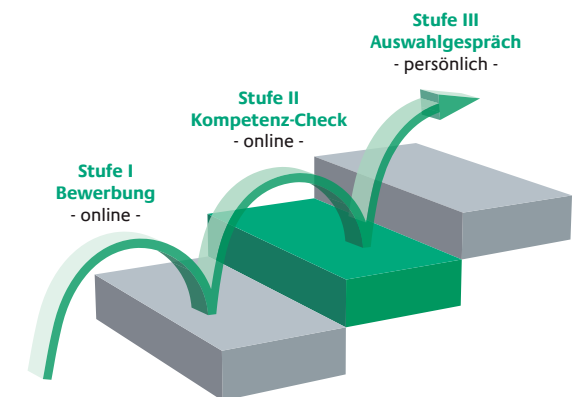 Stufe III
Auswahlgespräch
- persönlich -
Stufe II
Kompetenz-Check
- online -
Stufe I
Bewerbung
- online -